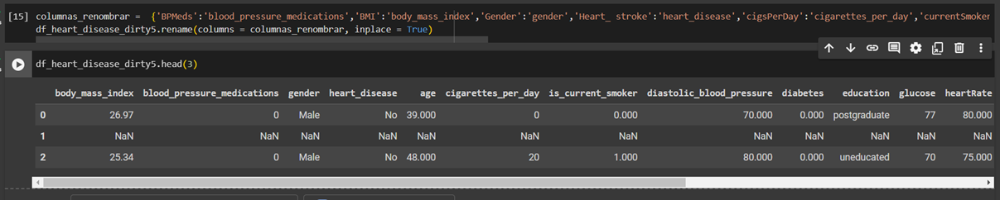 [15] columnas_renombrar =  {'BPMeds':'blood_pressure_medications','BMI':'body_mass_index','Gender':'gender','Heart_ stroke':'heart_disease','cigsPerDay':'cigarettes_per_day','currentSmoker
df_heart_disease_dirty5.rename(columns = columnas_renombrar, inplace = True)
df_heart_disease_dirty5.head(3)
body_mass_index blood_pressure_medications gender heart_disease age cigarettes_per_day is_current_smoker diastolic_blood_pressure diabetes education glucose heartRate
0 26.97 0 Male No 39.000 0 0.000 70.000 0.000 postgraduate 77 80.000
1 NaN NaN NaN NaN NaN NaN NaN NaN NaN NaN NaN NaN
2 25.34 0 Male No 48.000 20 1.000 80.000 0.000 uneducated 70 75.000